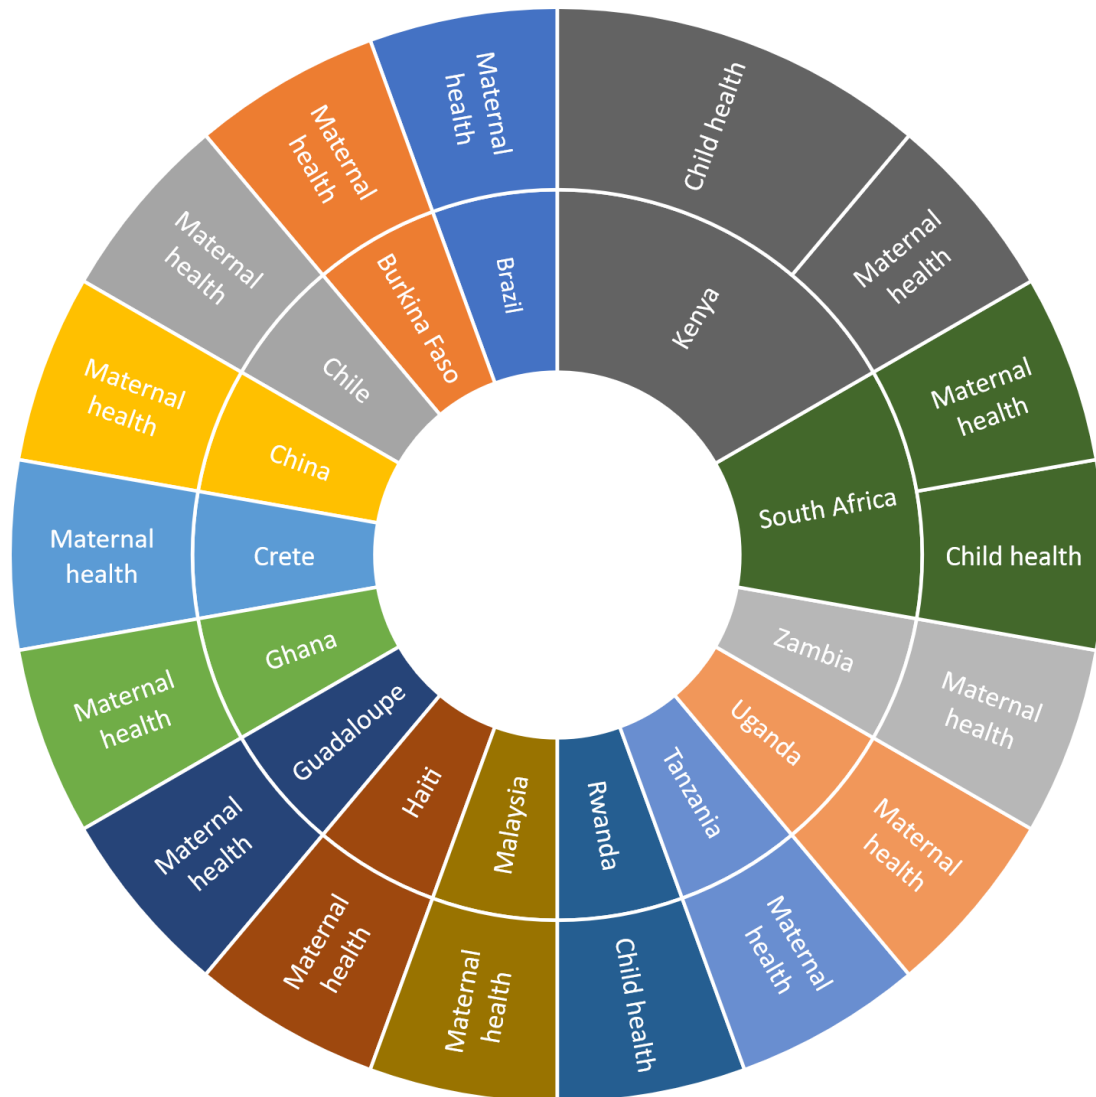 Child health
Kenya
Maternal
health
South Africa
Maternal
health
Child health
Zambia
Maternal
health
Uganda
Maternal
health
Tanzania
Maternal
health
Rwanda
Child health
Malaysia
Maternal
health
Haiti
Maternal
health
Guadaloupe
Maternal
health
Ghana
Maternal
health
Crete
Maternal
health
China
Maternal
health
Chile
Maternal
health
Burkina Faso
Maternal
health
Brazil
Maternal
health